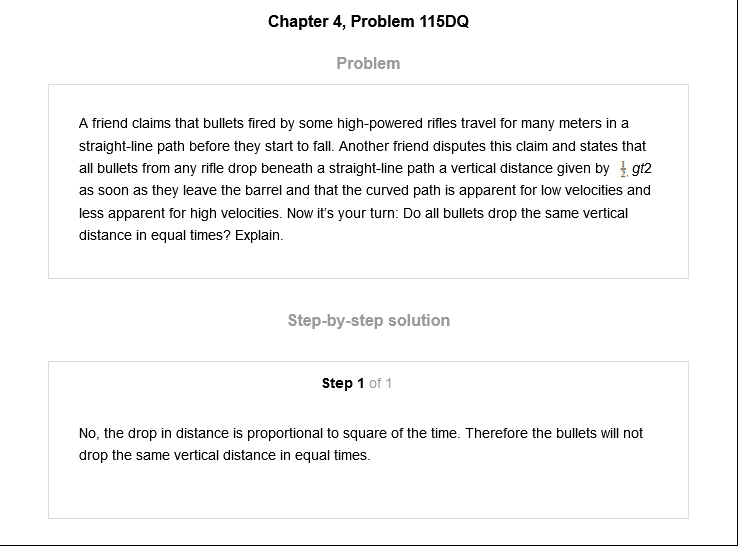 Chapter 4, Problem 115DQ
Problem
A friend claims that bullets fired by some high-powered rifles travel for many meters in a
straight-line path before they start to fall. Another friend disputes this claim and states that
all bullets from any rifle drop beneath a straight-line path a vertical distance given by ½, gt2
as soon as they leave the barrel and that the curved path is apparent for low velocities and
less apparent for high velocities. Now it's your turn: Do all bullets drop the same vertical
distance in equal times? Explain.
Step-by-step solution
Step 1 of 1
No, the drop in distance is proportional to square of the time. Therefore the bullets will not
drop the same vertical distance in equal times.